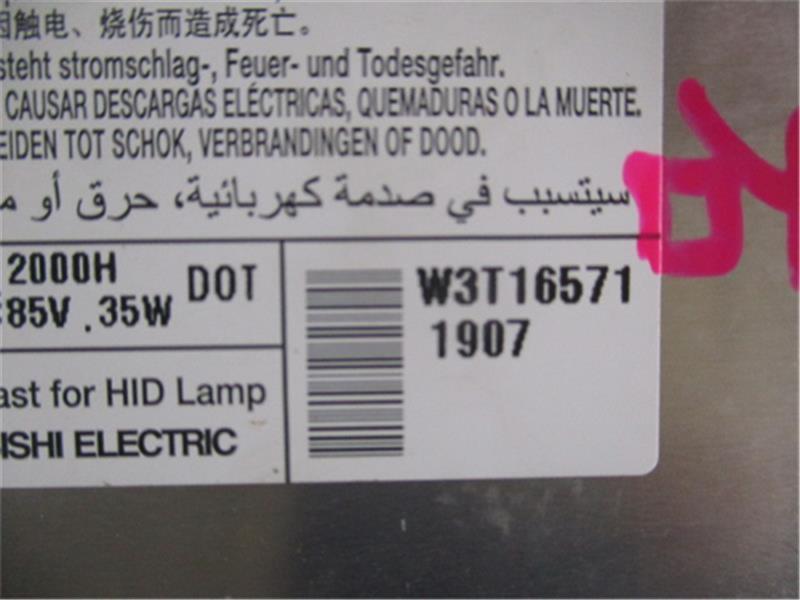 因触电、烧伤而造成死亡。
steht stromschlag-, Feuer- und Todesgefahr.
CAUSAR DESCARGAS ELÉCTRICAS, QUEMADURAS O LA MUERTE.
EIDEN TOT SCHOK, VERBRANDINGEN OF DOOD.
سيتسبب في صدمة كهربائية، حرق أو م
2000H
85V .35W
DOT
W3T16571
1907
ast for HID Lamp
ISHI ELECTRIC